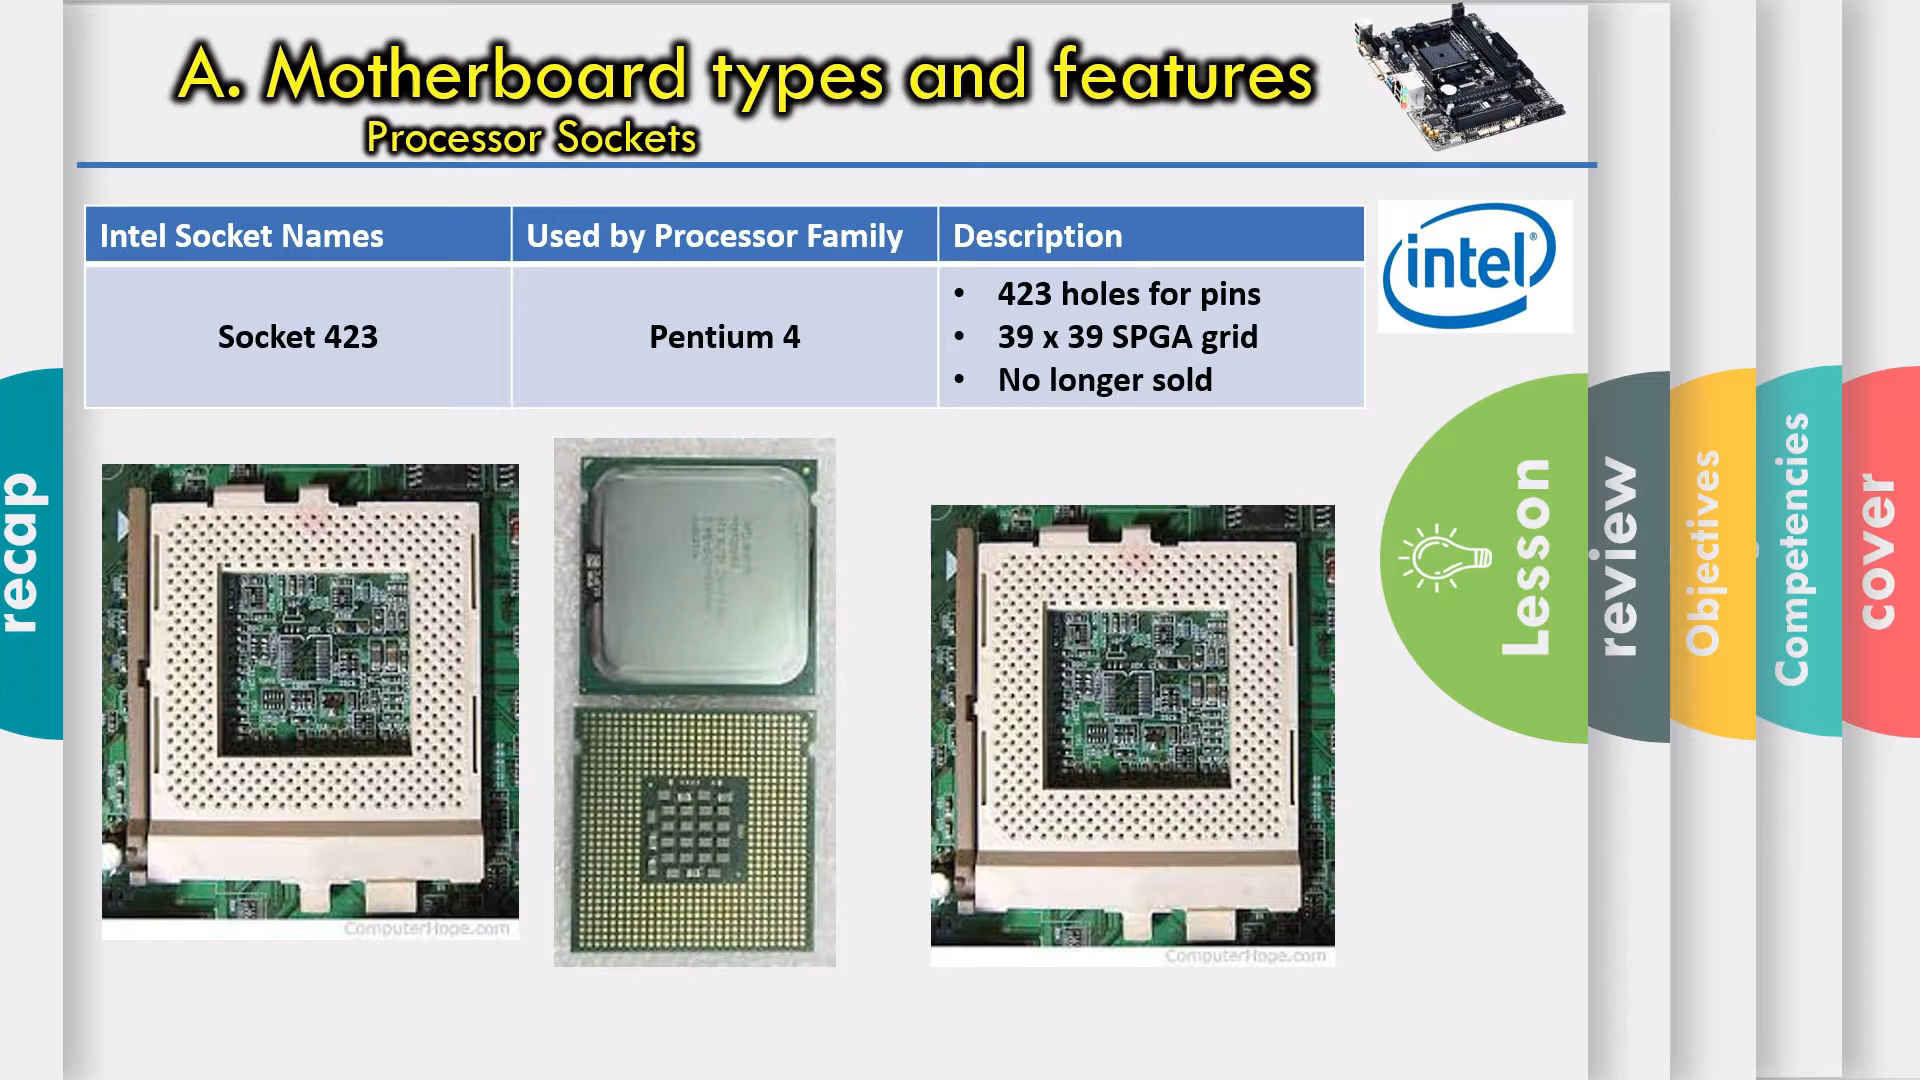 A. Motherboard types and features
Processor Sockets
Intel Socket Names
Used by Processor Family
Description
Socket 423
Pentium 4
• 423 holes for pins
• 39 x 39 SPGA grid
• No longer sold
intel®
recap
Lesson
review
Objectives
Competencies
cover
ComputerHope.com
ComputerHope.com